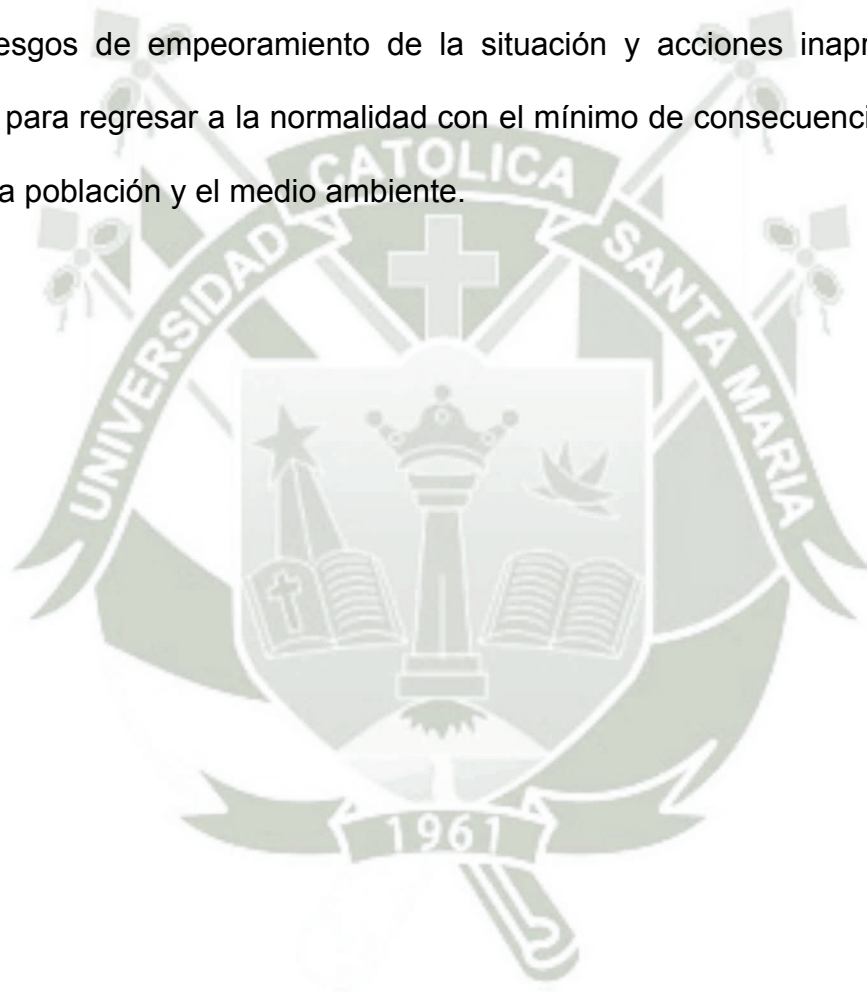 esgos de empeoramiento de la situación y acciones inapr
para regresar a la normalidad con el mínimo de consecuenci
a población y el medio ambiente.
UNIVERSIDAD CATOLICA SANTA MARIA
1961